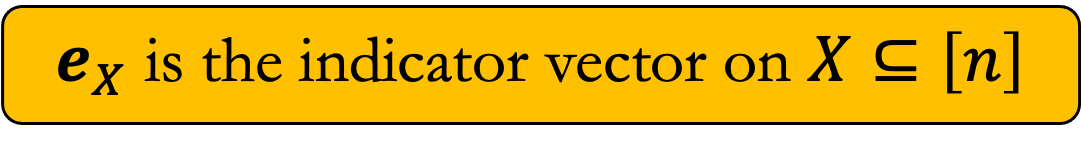 𝒆_X is the indicator vector on X ⊆ [n]